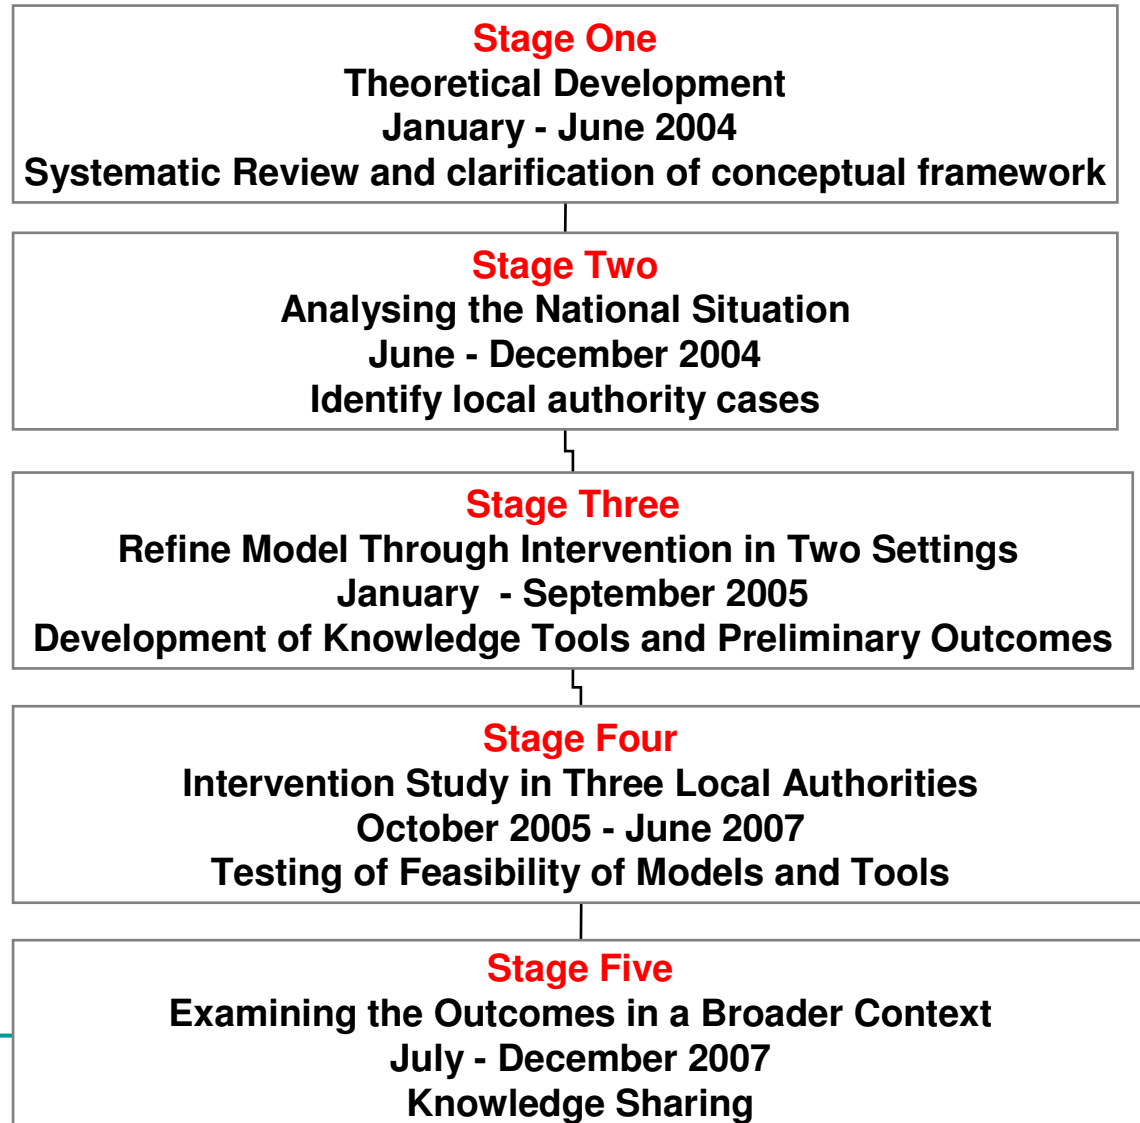 Stage One
Theoretical Development
January - June 2004
Systematic Review and clarification of conceptual framework
Stage Two
Analysing the National Situation
June - December 2004
Identify local authority cases
Stage Three
Refine Model Through Intervention in Two Settings
January  - September 2005
Development of Knowledge Tools and Preliminary Outcomes
Stage Four
Intervention Study in Three Local Authorities
October 2005 - June 2007
Testing of Feasibility of Models and Tools
Stage Five
Examining the Outcomes in a Broader Context
July - December 2007
Knowledge Sharing